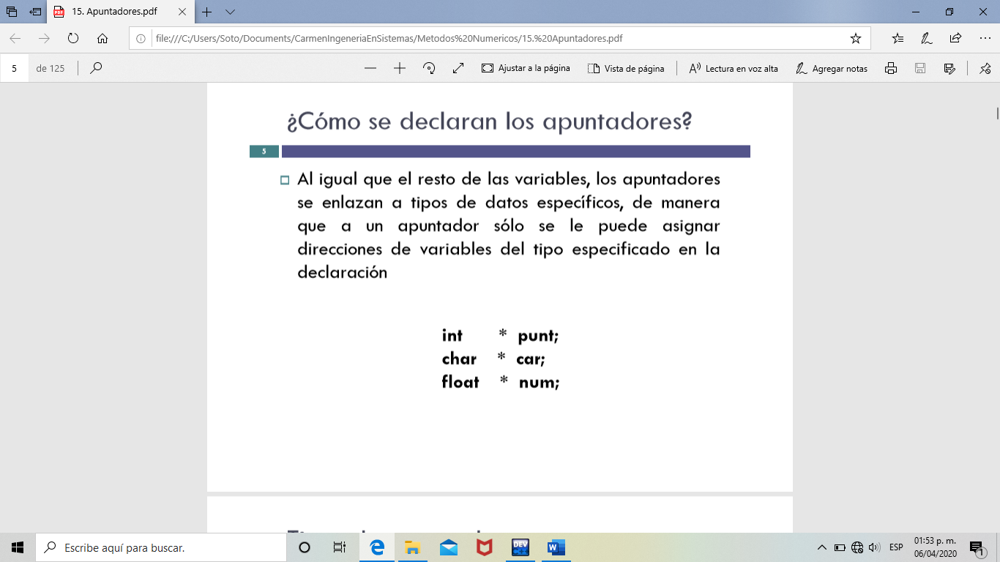 15. Apuntadores.pdf
file:///C:/Users/Soto/Documents/CarmenIngeneriaEnSistemas/Metodos%20Numericos/15.%20Apuntadores.pdf
5 de 125 Ajustar a la página Vista de página Lectura en voz alta Agregar notas
¿Cómo se declaran los apuntadores?
5
Al igual que el resto de las variables, los apuntadores
se enlazan a tipos de datos específicos, de manera
que a un apuntador sólo se le puede asignar
direcciones de variables del tipo especificado en la
declaración
int * punt;
char * car;
float * num;
Escribe aquí para buscar.
DEV
C++
W
ESP
01:53 p. m.
06/04/2020
1